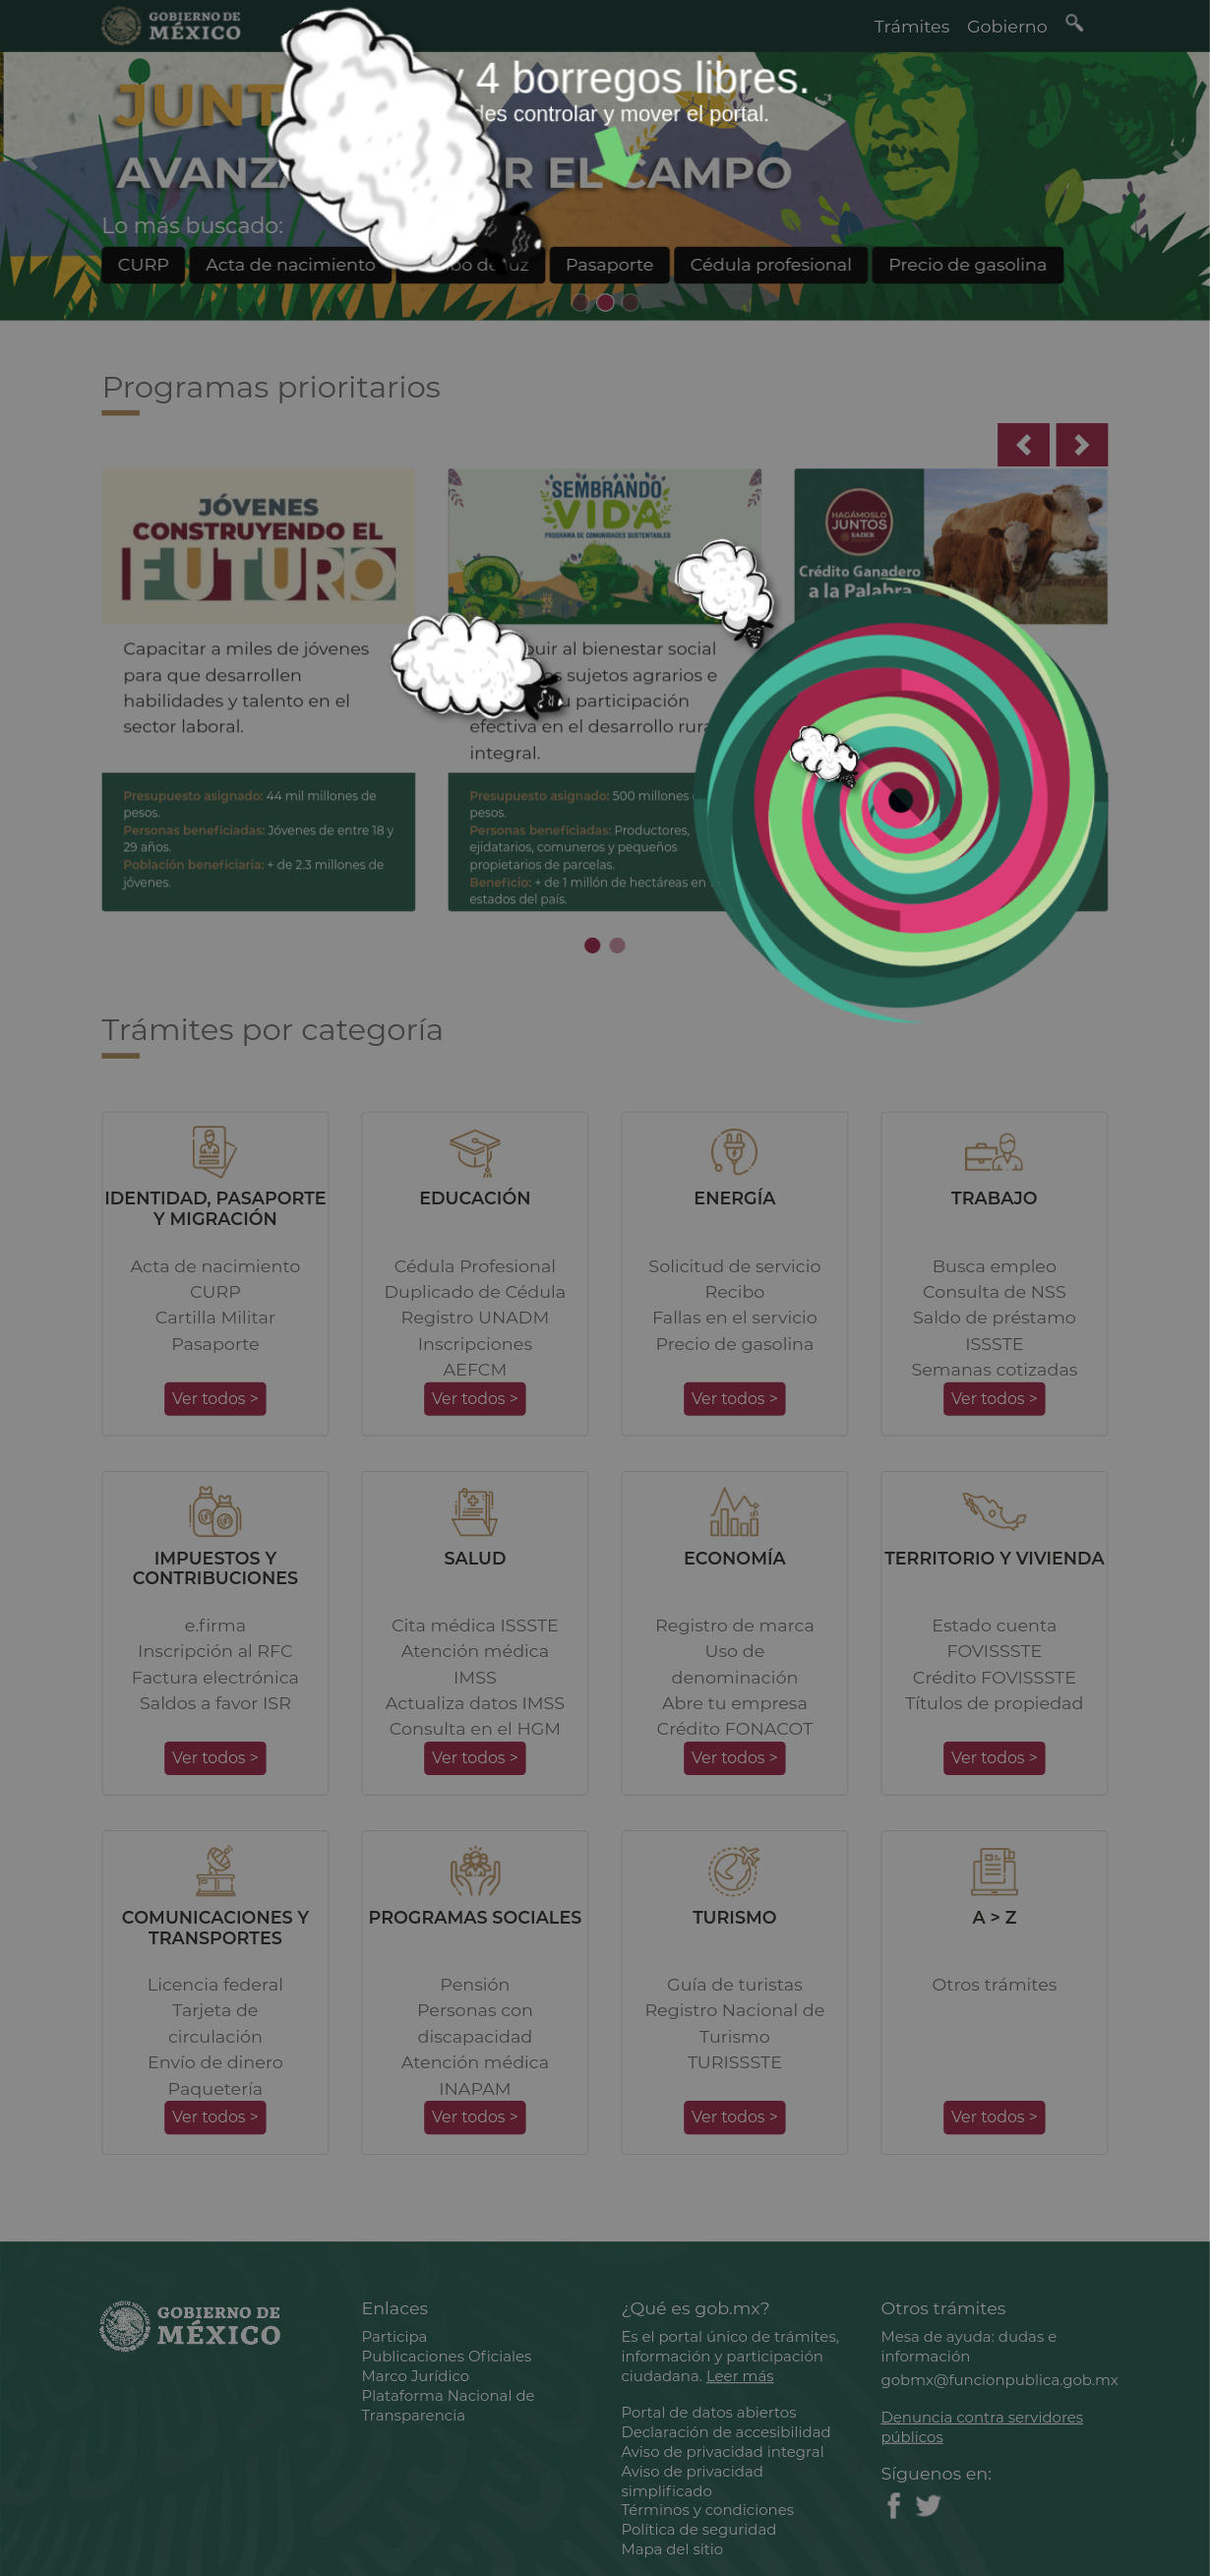 GOBIERNO DE
MÉXICO
Trámites Gobierno
y 4 borregos libres.
controlar y mover el portal.
JUNT
AVANZ OR EL CAMPO
Lo más buscado:
CURP
Acta de nacimiento
Pasaporte
Cédula profesional
Precio de gasolina
Programas prioritarios
JÓVENES
CONSTRUYENDO EL
FUTURO
SEMBRANDO
VIDA
PROGRAMA DE COMUNIDADES SUSTENTABLES
HAGÁMOSLO
JUNTOS
SADER
Crédito Ganadero
a la Palabra
Capacitar a miles de jóvenes
para que desarrollen
habilidades y talento en el
sector laboral.
al bienestar social
sujetos agrarios e
participación
efectiva en el desarrollo
integral.
Presupuesto asignado: 44 mil millones de
pesos.
Personas beneficiadas: Jóvenes de entre 18 y
29 años.
Población beneficiaria: + de 2.3 millones de
jóvenes.
Presupuesto asignado: 500 millones
pesos.
Personas beneficiadas: Productores,
ejidatarios, comuneros y pequeños
propietarios de parcelas.
Beneficio: + de 1 millón de hectáreas en
estados del país.
Trámites por categoría
IDENTIDAD, PASAPORTE
Y MIGRACIÓN
Acta de nacimiento
CURP
Cartilla Militar
Pasaporte
Ver todos >
EDUCACIÓN
Cédula Profesional
Duplicado de Cédula
Registro UNADM
Inscripciones
AEFCM
Ver todos >
ENERGÍA
Solicitud de servicio
Recibo
Fallas en el servicio
Precio de gasolina
Ver todos >
TRABAJO
Busca empleo
Consulta de NSS
Saldo de préstamo
ISSSTE
Semanas cotizadas
Ver todos >
IMPUESTOS Y
CONTRIBUCIONES
e.firma
Inscripción al RFC
Factura electrónica
Saldos a favor ISR
Ver todos >
SALUD
Cita médica ISSSTE
Atención médica
IMSS
Actualiza datos IMSS
Consulta en el HGM
Ver todos >
ECONOMÍA
Registro de marca
Uso de
denominación
Abre tu empresa
Crédito FONACOT
Ver todos >
TERRITORIO Y VIVIENDA
Estado cuenta
FOVISSSTE
Crédito FOVISSSTE
Títulos de propiedad
Ver todos >
COMUNICACIONES Y
TRANSPORTES
Licencia federal
Tarjeta de
circulación
Envío de dinero
Paquetería
Ver todos >
PROGRAMAS SOCIALES
Pensión
Personas con
discapacidad
Atención médica
INAPAM
Ver todos >
TURISMO
Guía de turistas
Registro Nacional de
Turismo
TURISSSTE
Ver todos >
A > Z
Otros trámites
Ver todos >
GOBIERNO DE
MÉXICO
Enlaces
Participa
Publicaciones Oficiales
Marco Jurídico
Plataforma Nacional de
Transparencia
¿Qué es gob.mx?
Es el portal único de trámites,
información y participación
ciudadana. Leer más
Portal de datos abiertos
Declaración de accesibilidad
Aviso de privacidad integral
Aviso de privacidad
simplificado
Términos y condiciones
Política de seguridad
Mapa del sitio
Otros trámites
Mesa de ayuda: dudas e
información
gobmx@funcionpublica.gob.mx
Denuncia contra servidores
públicos
Síguenos en: